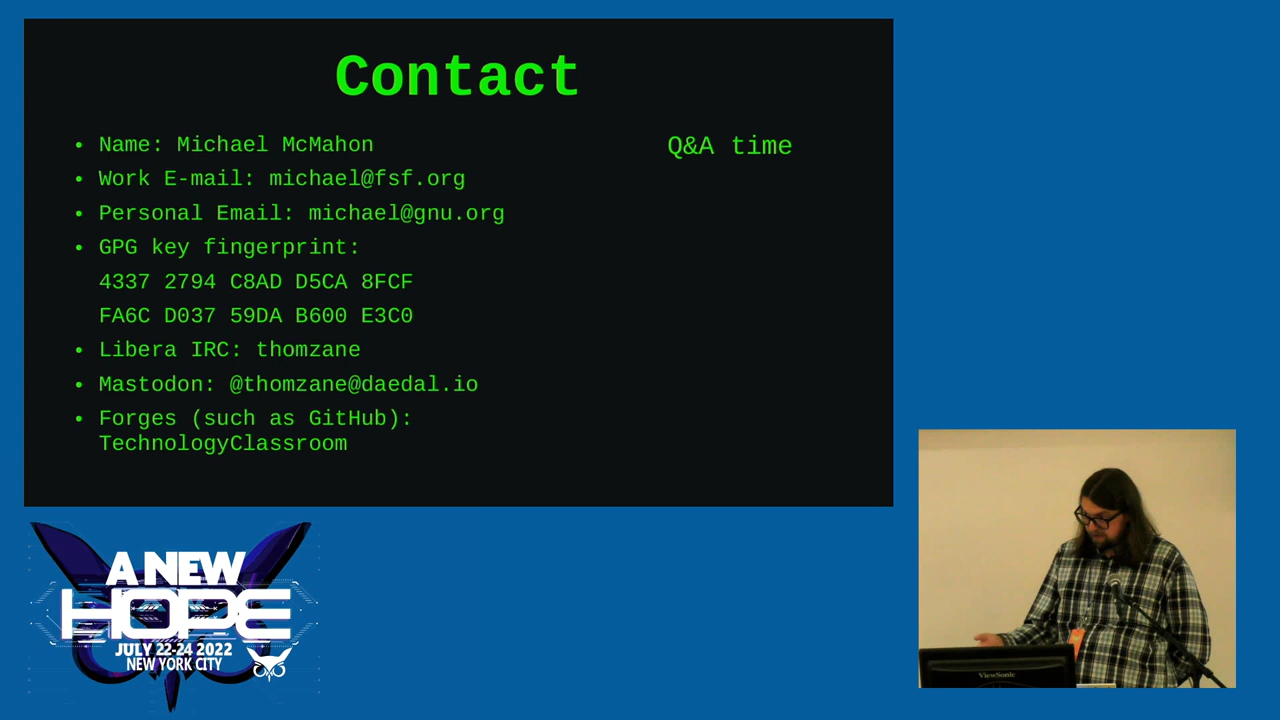 Contact
• Name: Michael McMahon
• Work E-mail: michael@fsf.org
• Personal Email: michael@gnu.org
• GPG key fingerprint:
4337 2794 C8AD D5CA 8FCF
FA6C D037 59DA B600 E3C0
• Libera IRC: thomzane
• Mastodon: @thomzane@daedal.io
• Forges (such as GitHub):
TechnologyClassroom
Q&A time
A NEW
HOPE
JULY 22-24 2022
NEW YORK CITY
ViewSonic